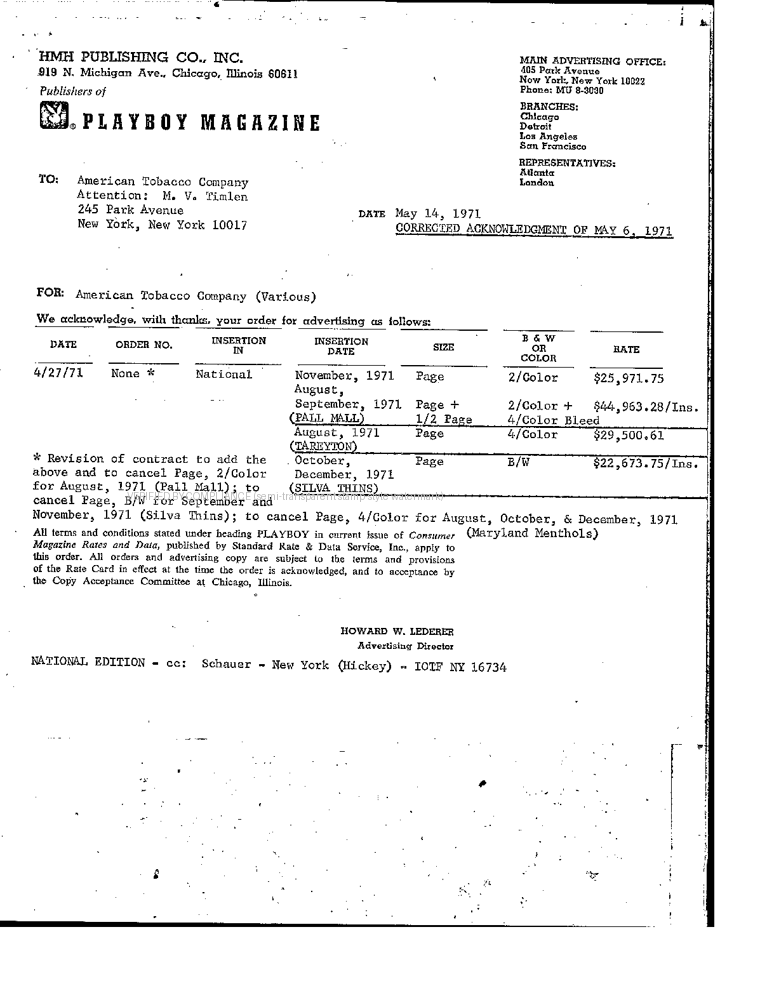 HMH PUBLISHING CO., INC.
919 N. Michigan Ave., Chicago, Illinois 60611
Publishers of
PLAYBOY MAGAZINE
MAIN ADVERTISING OFFICE:
405 Park Avenue
New York, New York 10022
Phone: MU 8-3030
BRANCHES:
Chicago
Detroit
Los Angeles
San Francisco
REPRESENTATIVES:
Atlanta
London
TO: American Tobacco Company
Attention: M. V. Timlen
245 Park Avenue
New York, New York 10017
DATE May 14, 1971
CORRECTED ACKNOWLEDGMENT OF MAY 6, 1971
FOR: American Tobacco Company (Various)
We acknowledge, with thanks, your order for advertising as follows:
DATE ORDER NO. INSERTION IN INSERTION DATE SIZE B & W OR COLOR RATE
4/27/71 None * National November, 1971 Page 2/Color $25,971.75
August,
September, 1971 Page + 2/Color + $44,963.28/Ins.
(PALL MALL) 1/2 Page 4/Color Bleed
August, 1971 Page 4/Color $29,500.61
(TAREYTON)
October, Page B/W $22,673.75/Ins.
December, 1971
(SILVA THINS)
* Revision of contract to add the
above and to cancel Page, 2/Color
for August, 1971 (Pall Mall); to
cancel Page, B/W for September and
November, 1971 (Silva Thins); to cancel Page, 4/Color for August, October, & December, 1971
(Maryland Menthols)
All terms and conditions stated under heading PLAYBOY in current issue of Consumer
Magazine Rates and Data, published by Standard Rate & Data Service, Inc., apply to
this order. All orders and advertising copy are subject to the terms and provisions
of the Rate Card in effect at the time the order is acknowledged, and to acceptance by
the Copy Acceptance Committee at Chicago, Illinois.
HOWARD W. LEDERER
Advertising Director
NATIONAL EDITION - cc: Schauer - New York (Hickey) - ICTF NY 16734